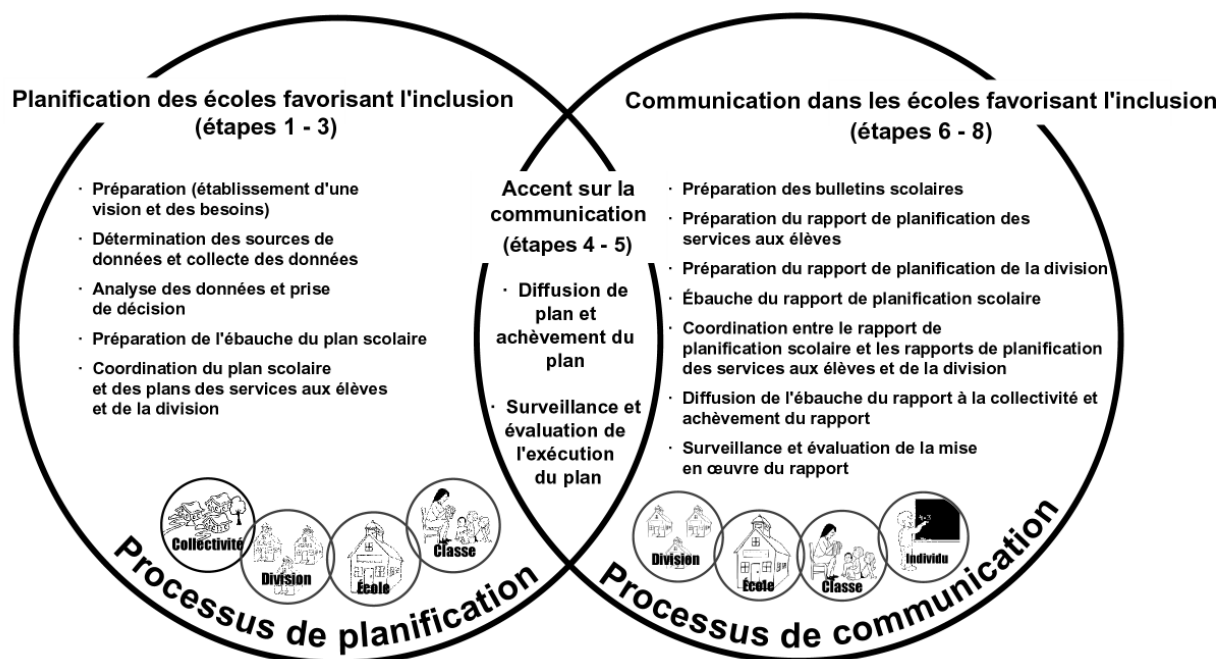 Planification des écoles favorisant l'inclusion
(étapes 1 - 3)
· Préparation (établissement d'une
vision et des besoins)
· Détermination des sources de
données et collecte des données
· Analyse des données et prise
de décision
· Préparation de l'ébauche du plan scolaire
· Coordination du plan scolaire
et des plans des services aux élèves
et de la division
Collectivité
Division
École
Classe
Processus de planification
Accent sur la
communication
(étapes 4 - 5)
· Diffusion de
plan et
achèvement du
plan
· Surveillance et
évaluation de
l'exécution
du plan
Communication dans les écoles favorisant l'inclusion
(étapes 6 - 8)
· Préparation des bulletins scolaires
· Préparation du rapport de planification des
services aux élèves
· Préparation du rapport de planification de la division
· Ébauche du rapport de planification scolaire
· Coordination entre le rapport de
planification scolaire et les rapports de planification
des services aux élèves et de la division
· Diffusion de l'ébauche du rapport à la collectivité et
achèvement du rapport
· Surveillance et évaluation de la mise
en œuvre du rapport
Division
École
Classe
Individu
Processus de communication